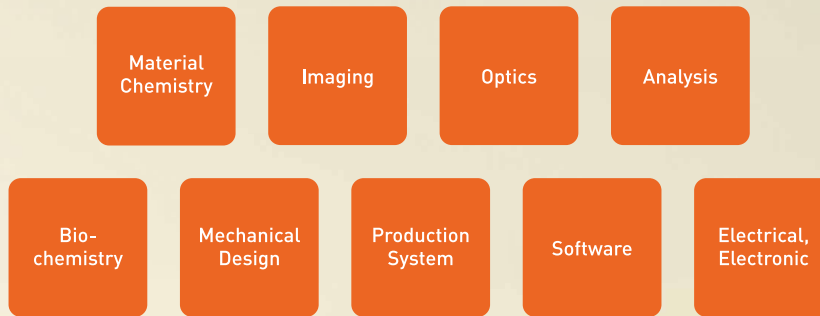 Material
Chemistry
Imaging
Optics
Analysis
Bio-
chemistry
Mechanical
Design
Production
System
Software
Electrical,
Electronic